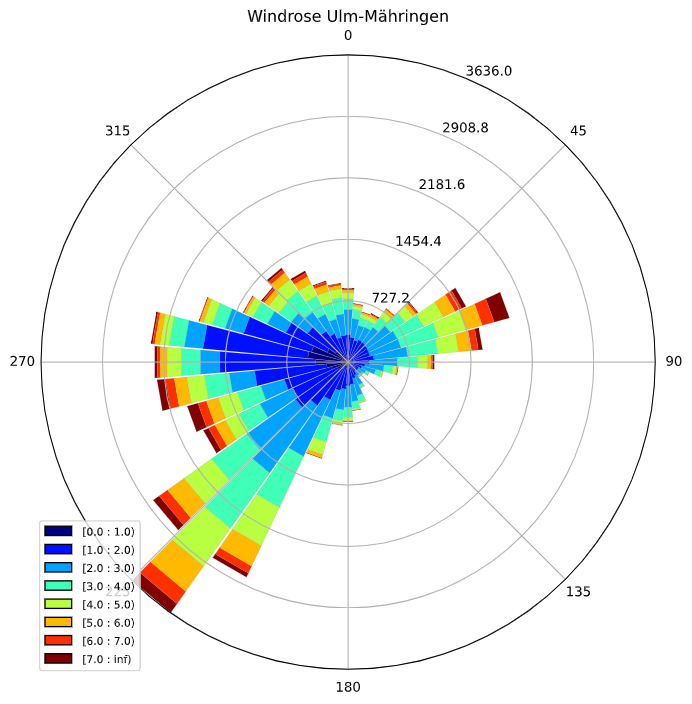 Windrose Ulm-Mähringen
0
3636.0
2908.8
315
45
2181.6
1454.4
727.2
270
90
[0.0 : 1.0)
[1.0 : 2.0)
[2.0 : 3.0)
[3.0 : 4.0)
225
135
[4.0 : 5.0)
[5.0 : 6.0)
[6.0 : 7.0)
[7.0 : inf)
180